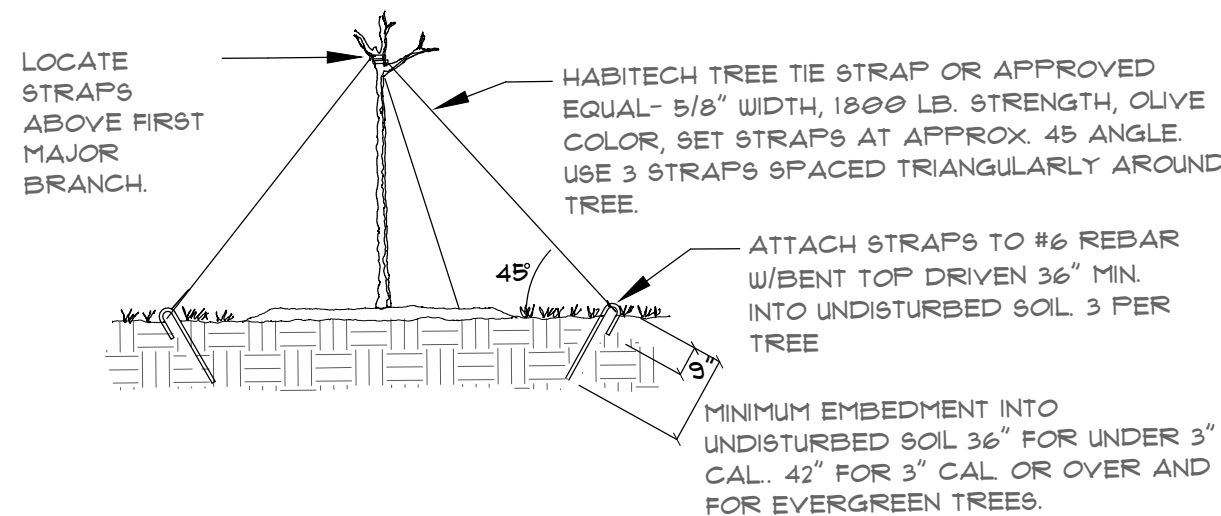 LOCATE
STRAPS
ABOVE FIRST
MAJOR
BRANCH.
HABITECH TREE TIE STRAP OR APPROVED
EQUAL- 5/8" WIDTH, 1800 LB. STRENGTH, OLIVE
COLOR, SET STRAPS AT APPROX. 45 ANGLE.
USE 3 STRAPS SPACED TRIANGULARLY AROUND
TREE.
45°
ATTACH STRAPS TO #6 REBAR
W/BENT TOP DRIVEN 36" MIN.
INTO UNDISTURBED SOIL. 3 PER
TREE
9"
MINIMUM EMBEDMENT INTO
UNDISTURBED SOIL 36" FOR UNDER 3"
CAL.. 42" FOR 3" CAL. OR OVER AND
FOR EVERGREEN TREES.